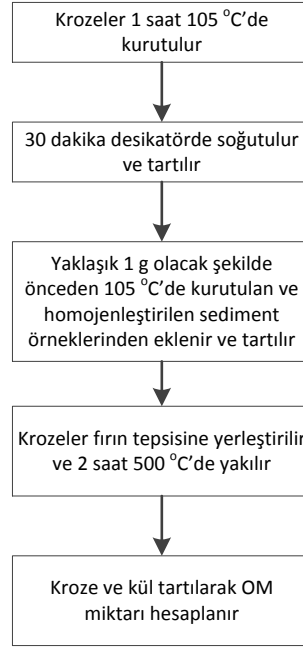 Krozeler 1 saat 105 °C’de
kurutulur
30 dakika desikatörde soğutulur
ve tartılır
Yaklaşık 1 g olacak şekilde
önceden 105 °C’de kurutulan ve
homojenleştirilen sediment
örneklerinden eklenir ve tartılır
Krozeler fırın tepsisine yerleştirilir
ve 2 saat 500 °C’de yakılır
Kroze ve kül tartılarak OM
miktarı hesaplanır